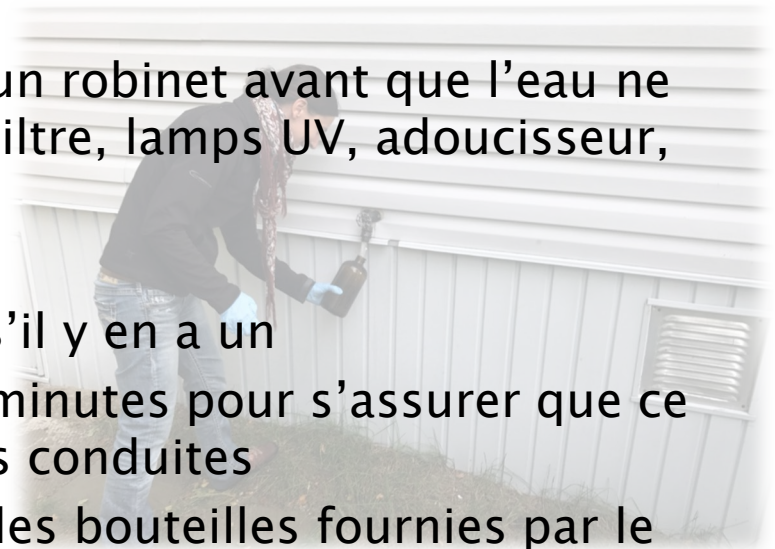 un robinet avant que l’eau ne
iltre, lamps UV, adoucisseur,
s’il y en a un
minutes pour s’assurer que ce
s conduites
les bouteilles fournies par le